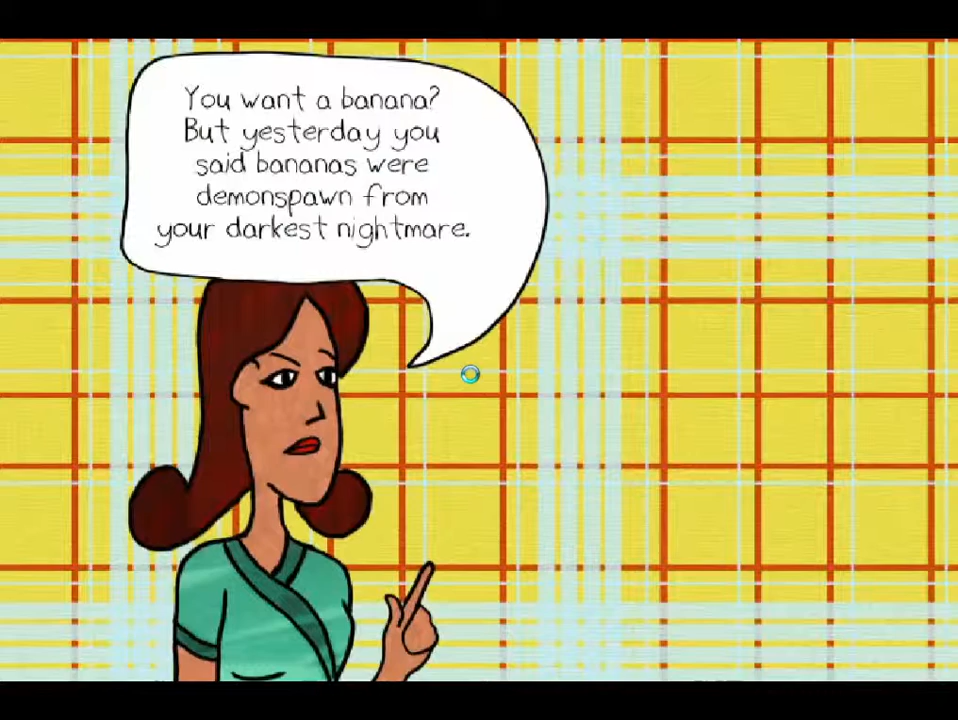 You want a banana?
But yesterday you
said bananas were
demonspawn from
your darkest nightmare.